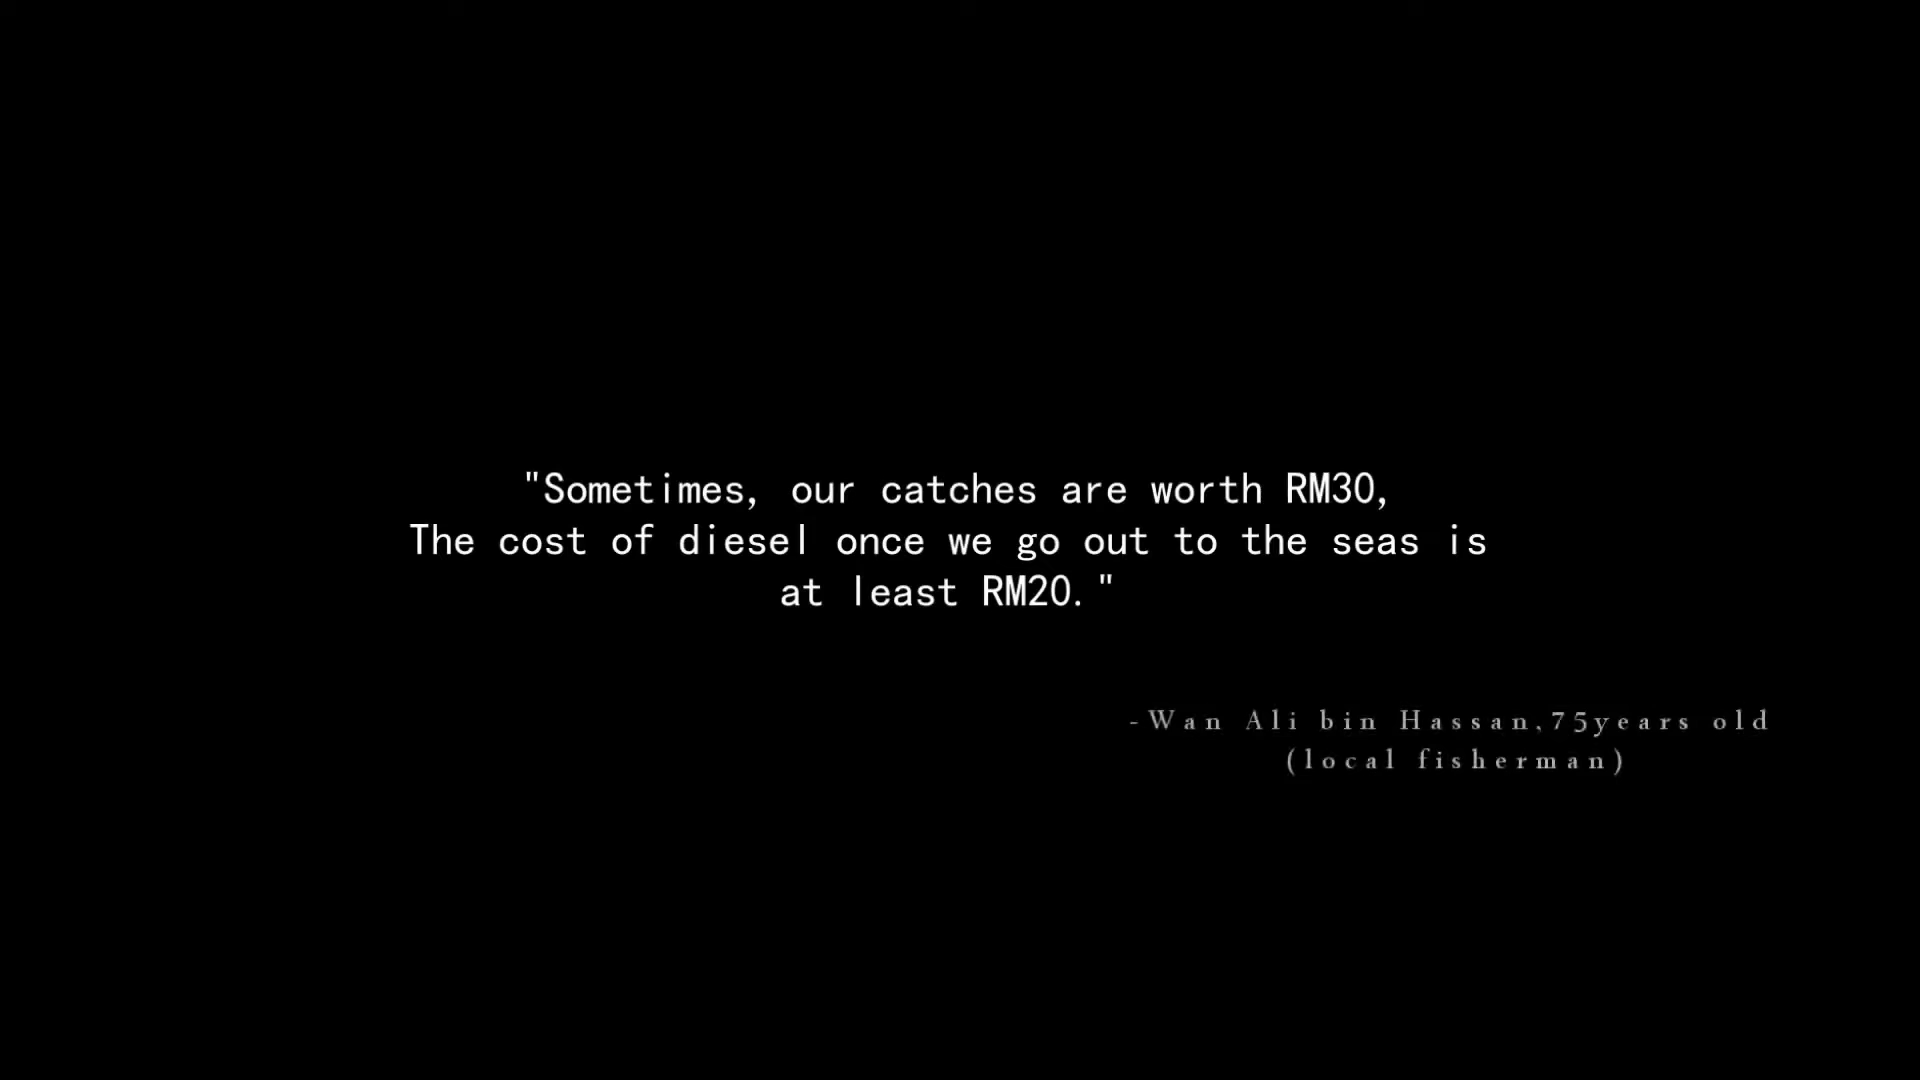 "Sometimes, our catches are worth RM30,
The cost of diesel once we go out to the seas is
at least RM20."
-Wan Ali bin Hassan,75years old
(local fisherman)